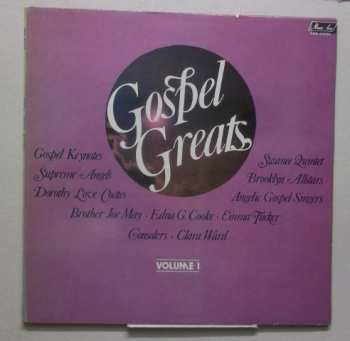 Gospel
Greats
Gospel Keynotes
Supreme Angels
Dorothy Love Coates
Swanee Quintet
Brooklyn Allstars
Angelic Gospel Singers
Brother Joe May · Edna G. Cooke · Emma Tucker
Consolers · Clara Ward
VOLUME 1